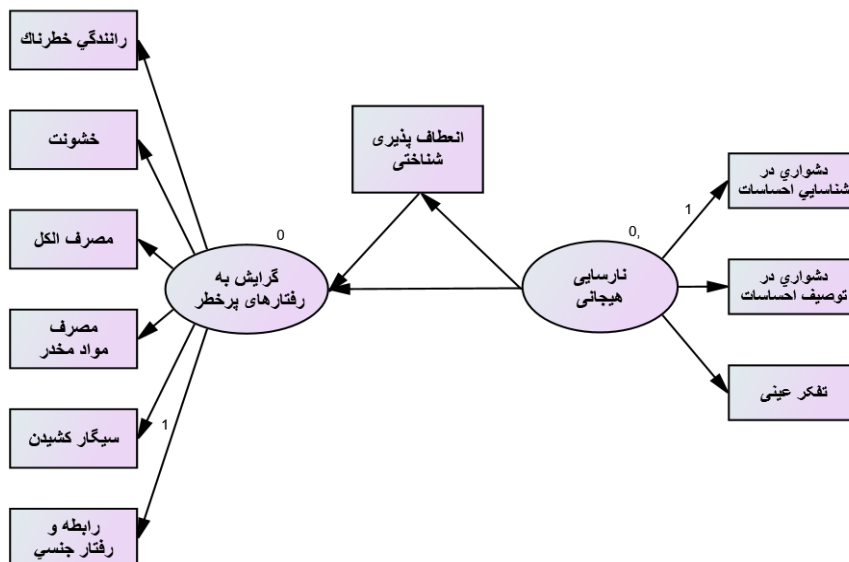 رانندگي خطرناك
خشونت
مصرف الكل
مصرف
مواد مخدر
سيگار كشيدن
رابطه و
رفتار جنسي
1
0
گرایش به
رفتارهای پرخطر
انعطاف پذیری
شناختی
0,
نارسایی
هیجانی
1
دشواري در
شناسايي احساسات
دشواري در
توصيف احساسات
تفکر عینی